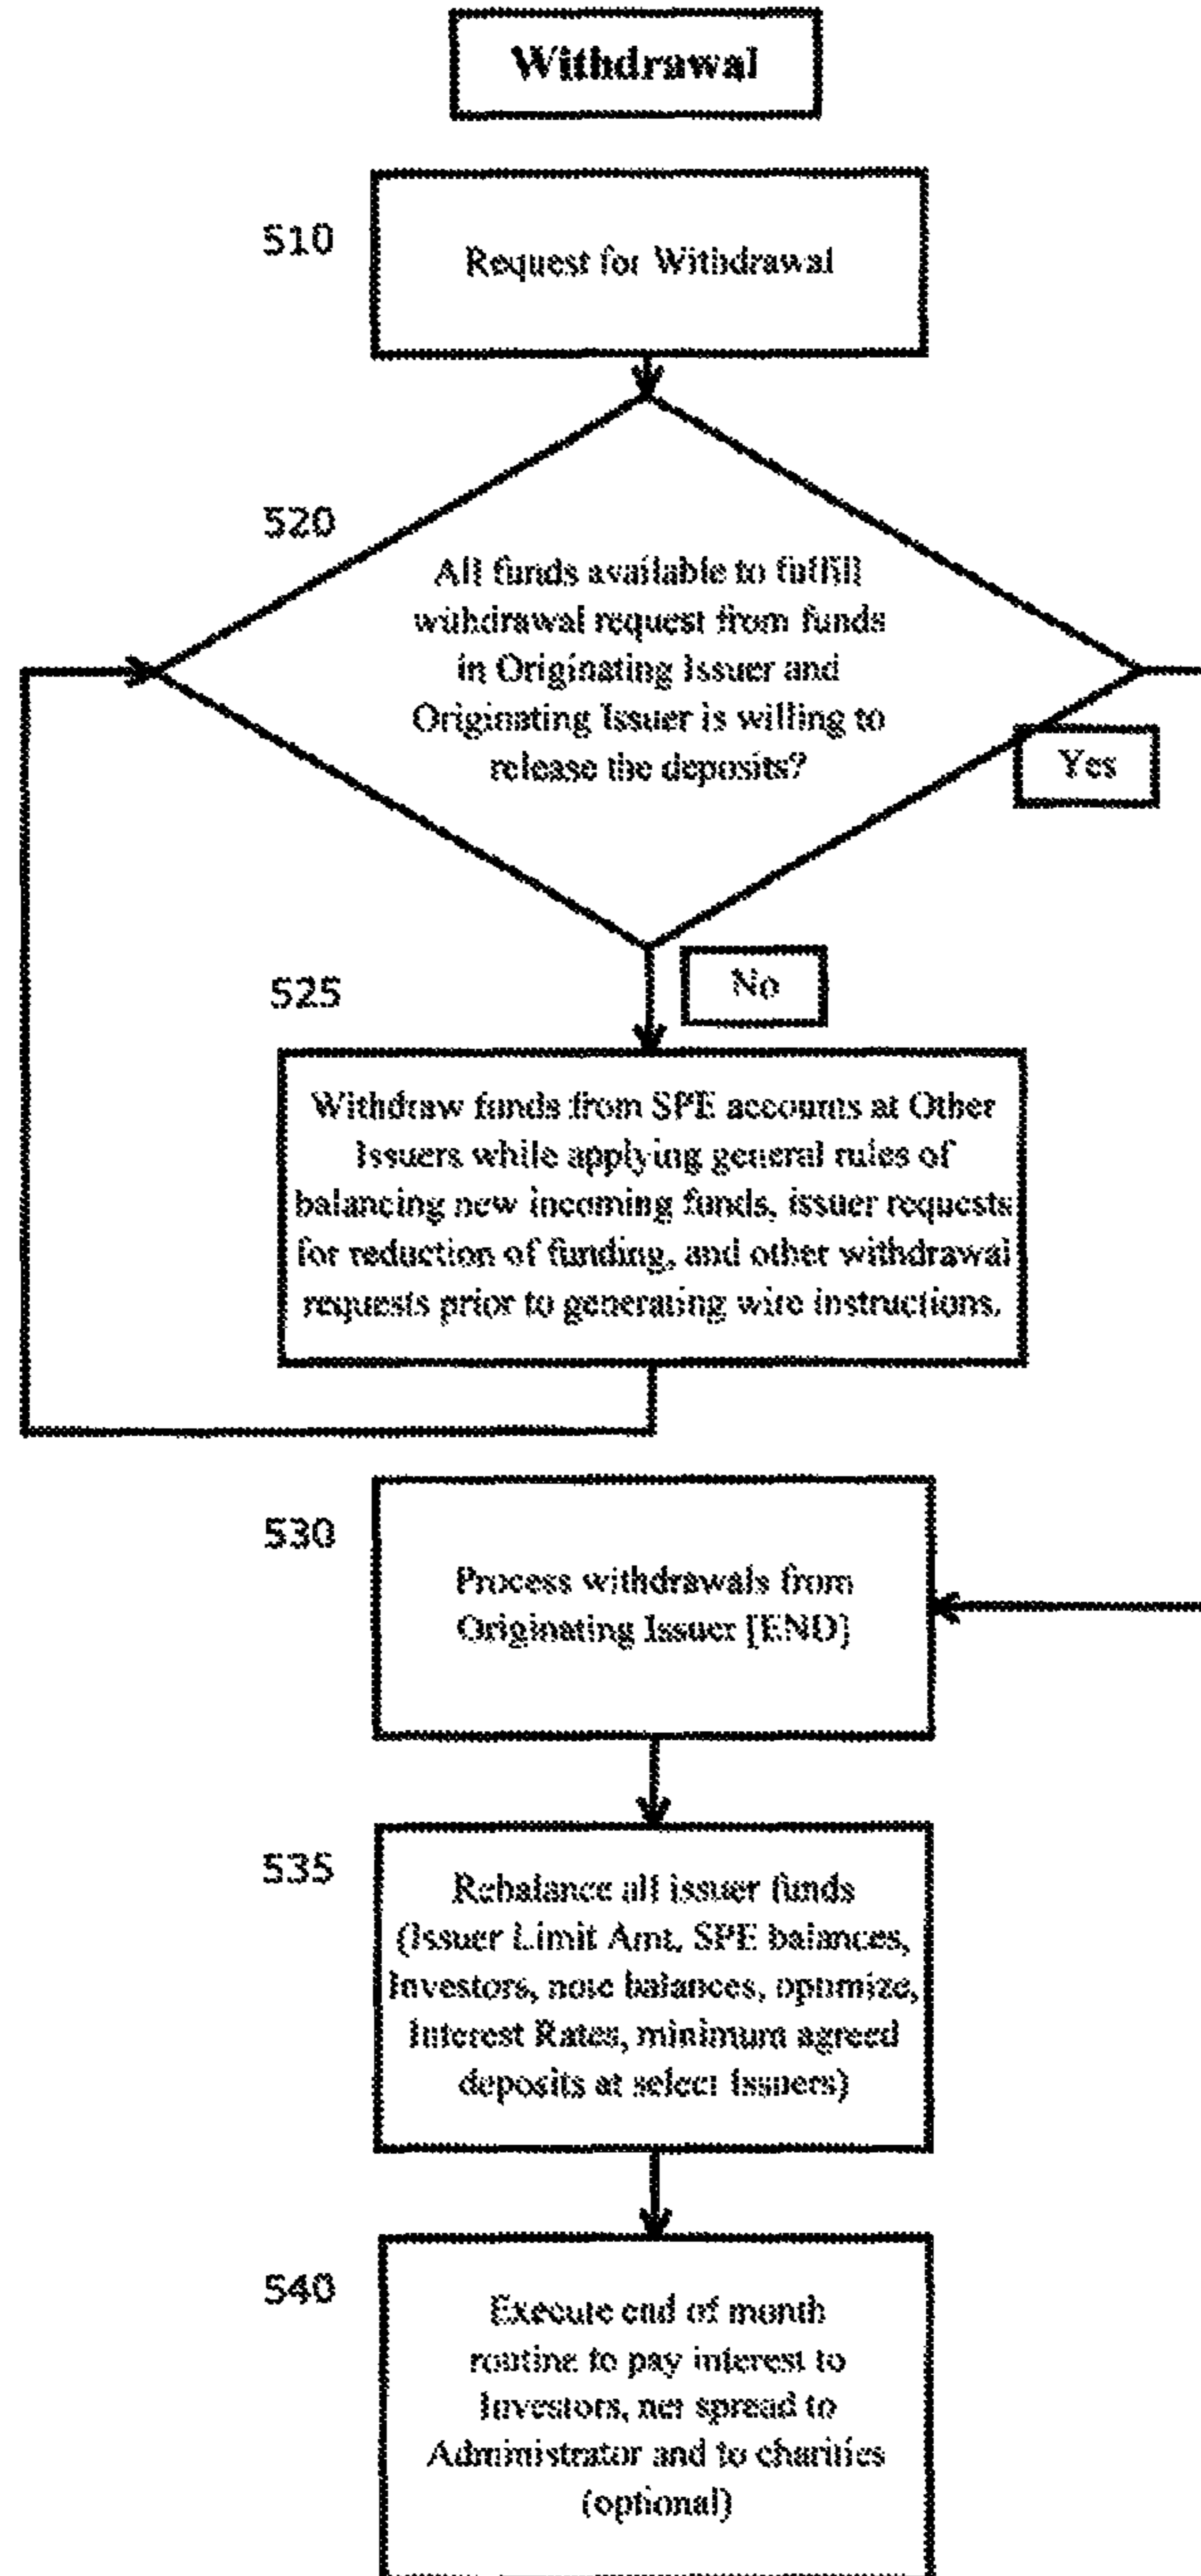 Withdrawal
510
Request for Withdrawal
520
All funds available to fulfill
withdrawal request from funds
in Originating Issuer and
Originating Issuer is willing to
release the deposits?
Yes
No
525
Withdraw funds from SPE accounts at Other
Issuers while applying general rules of
balancing new incoming funds, issuer requests
for reduction of funding, and other withdrawal
requests prior to generating wire instructions.
530
Process withdrawals from
Originating Issuer [END]
535
Rebalance all issuer funds
(Issuer Limit Amt, SPE balances,
Investors, note balances, optimize,
Interest Rates, minimum agreed
deposits at select Issuers)
540
Execute end of month
routine to pay interest to
Investors, net spread to
Administrator and to charities
(optional)